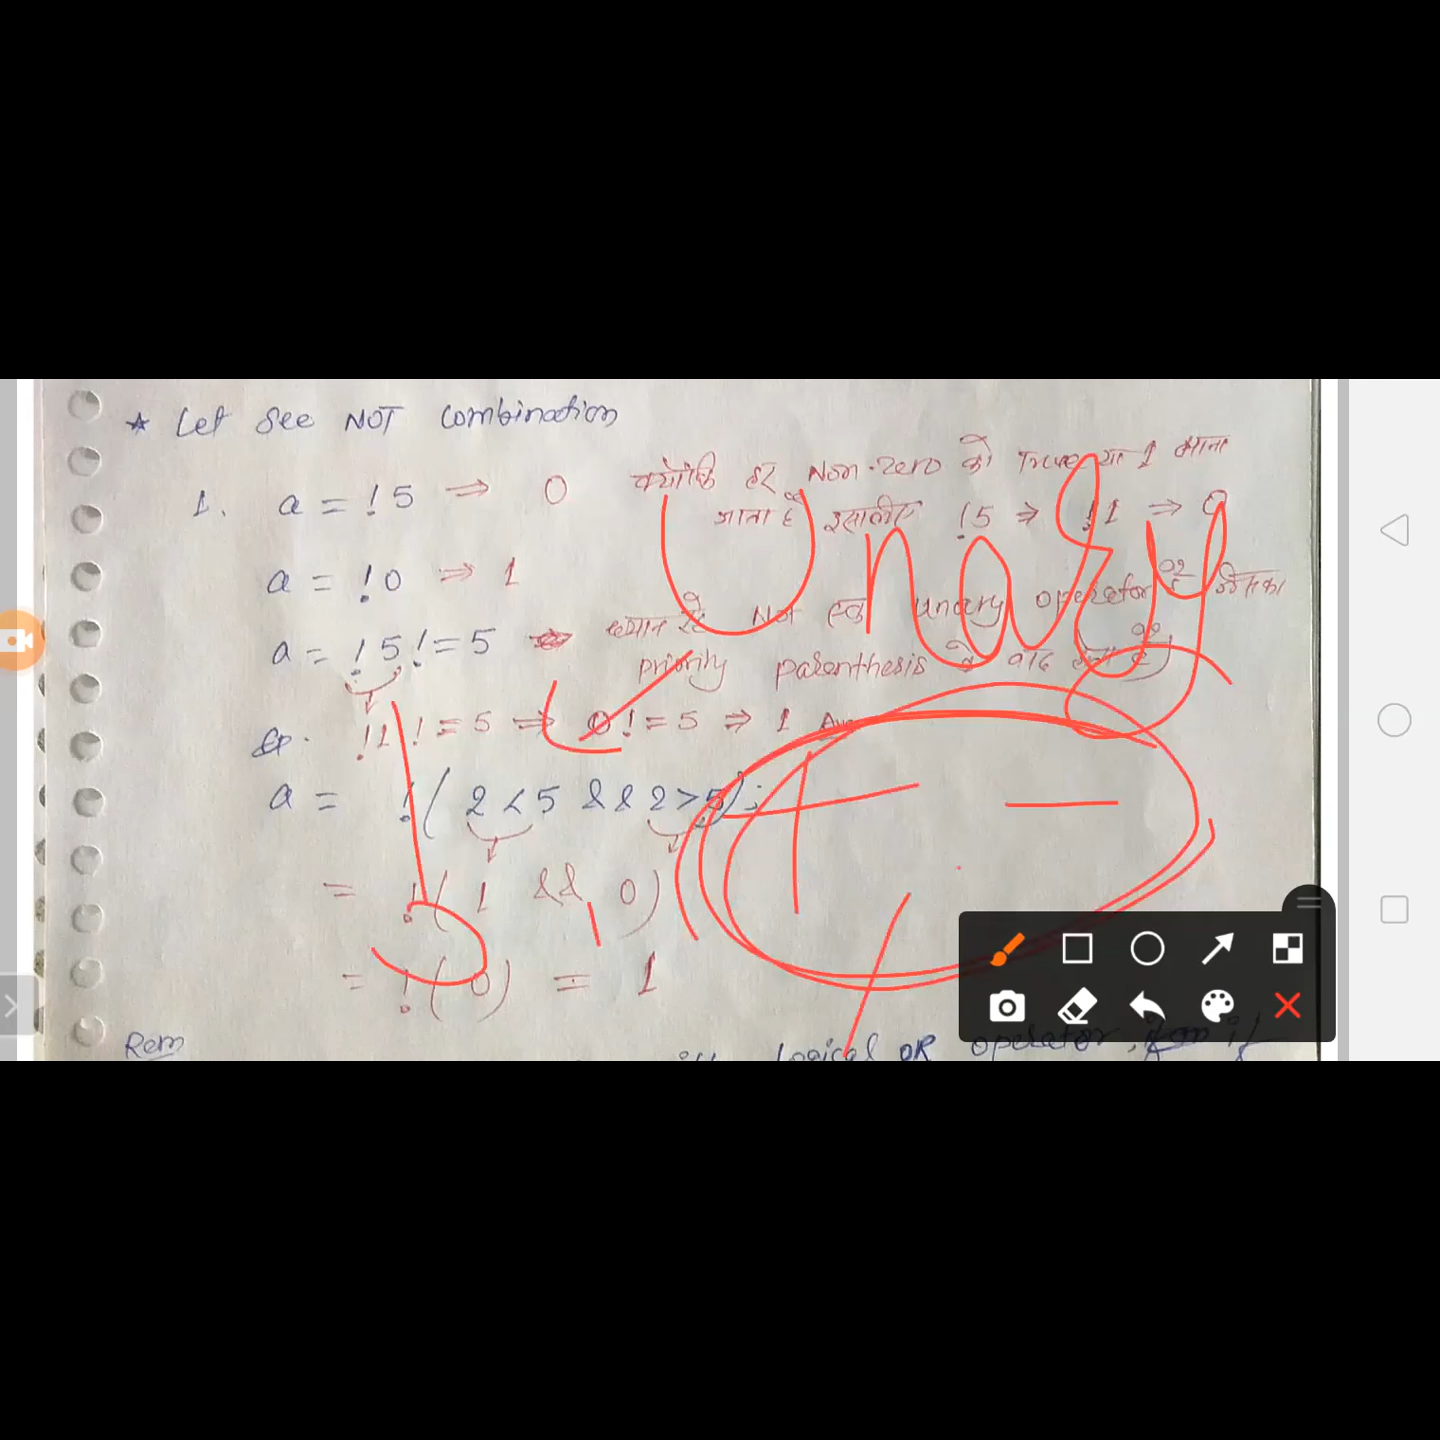 * Let See NOT Combination
1. a = !5 ⇒ 0 क्योंकि हर Non-zero को True या 1 माना
जाता है इसलिए !5 ⇒ !1 ⇒ 0
a = !0 ⇒ 1
a = !5 != 5 ध्यान रहे Not एक unary operator है जिसका
priority parenthesis के बाद होता है
!1 != 5 ⇒ 0 != 5 ⇒ 1 Ans
a = !(2<5 && 2>5);
= !(1 && 0)
= !(0) = 1
Unary
Rem logical OR operator, if